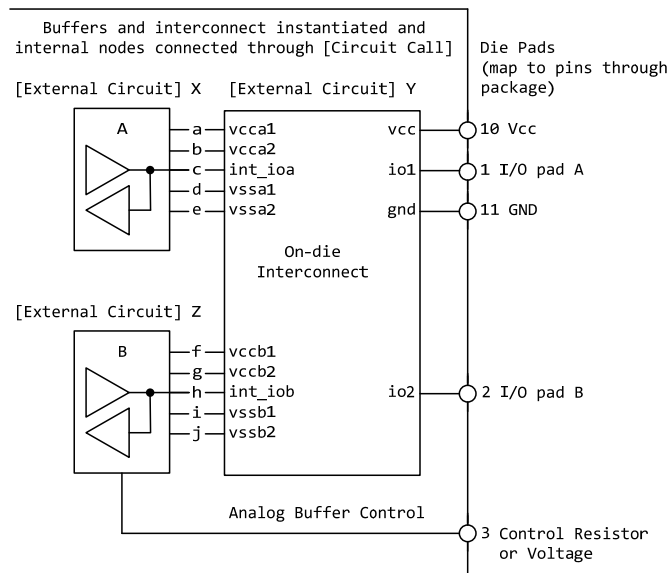 Buffers and interconnect instantiated and
internal nodes connected through [Circuit Call]
Die Pads
(map to pins through
package)
[External Circuit] X
[External Circuit] Y
A
a
b
c
d
e
vcca1
vcca2
int_ioa
vssa1
vssa2
vcc
io1
gnd
10 Vcc
1 I/O pad A
11 GND
On-die
Interconnect
[External Circuit] Z
B
f
g
h
i
j
vccb1
vccb2
int_iob
vssb1
vssb2
io2
2 I/O pad B
Analog Buffer Control
3 Control Resistor
or Voltage